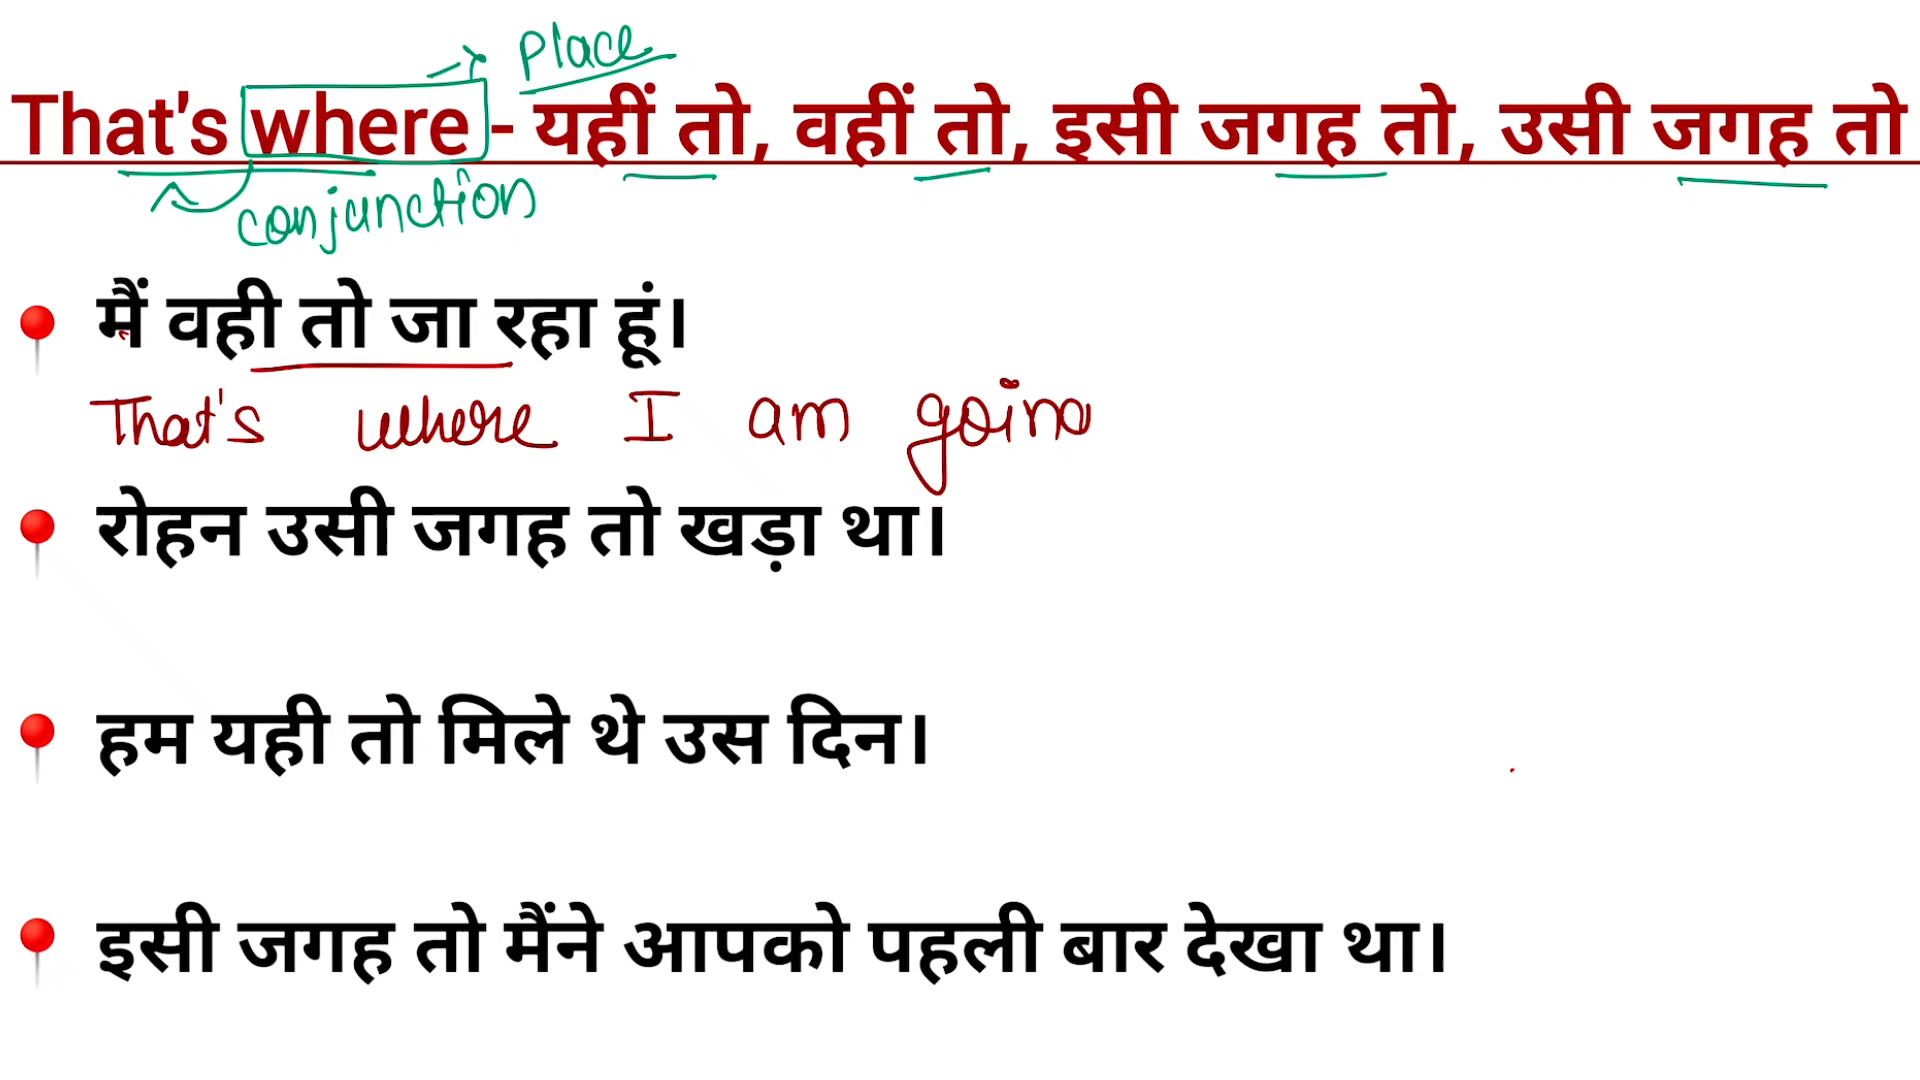 place
That's where - यहीं तो, वहीं तो, इसी जगह तो, उसी जगह तो
conjunction
मैं वही तो जा रहा हूं।
That's where I am going
रोहन उसी जगह तो खड़ा था।
हम यही तो मिले थे उस दिन।
इसी जगह तो मैंने आपको पहली बार देखा था।